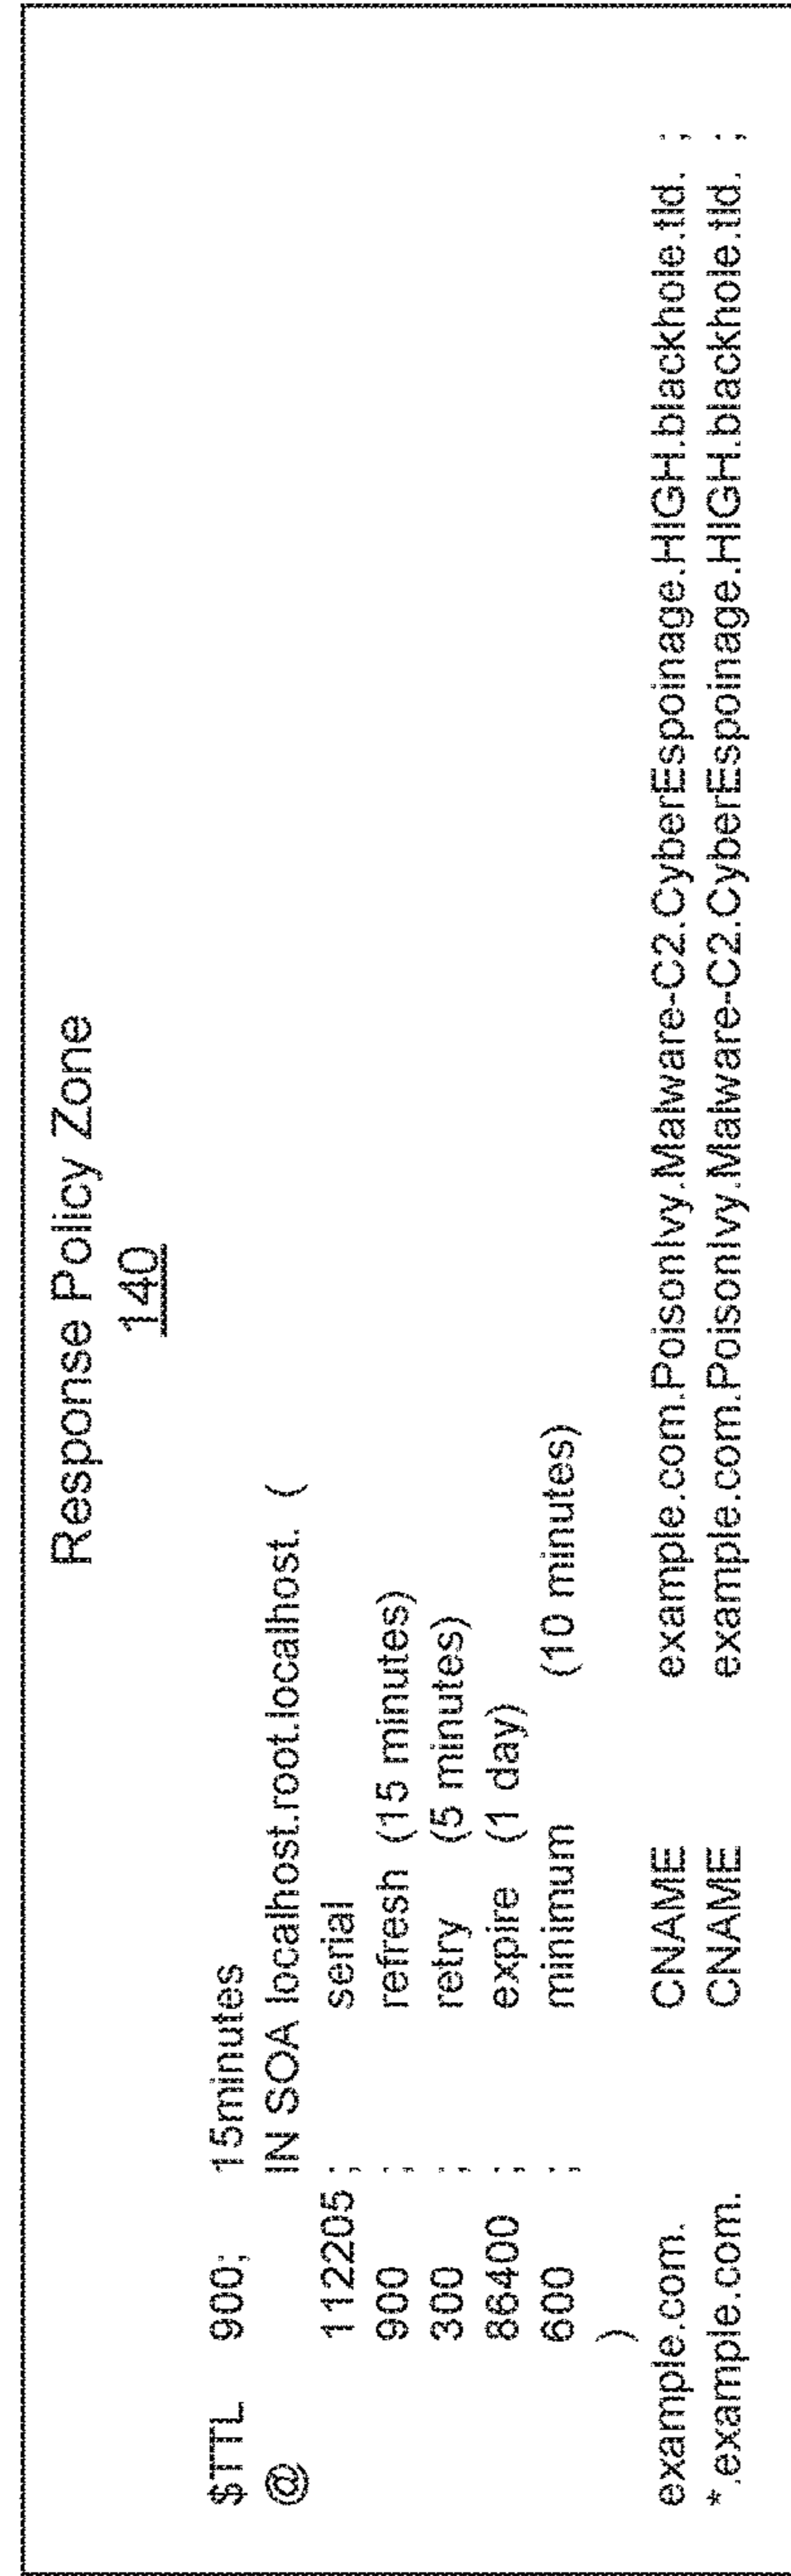 Response Policy Zone
140
$TTL 900; 15minutes
@ IN SOA localhost.root.localhost. (
112205 ; serial
900 ; refresh (15 minutes)
300 ; retry (5 minutes)
86400 ; expire (1 day)
600 ; minimum (10 minutes)
)
example.com. CNAME example.com.PoisonIvy.Malware-C2.CyberEspoinage.HIGH.blackhole.tld. ;
*.example.com. CNAME example.com.PoisonIvy.Malware-C2.CyberEspoinage.HIGH.blackhole.tld. ;